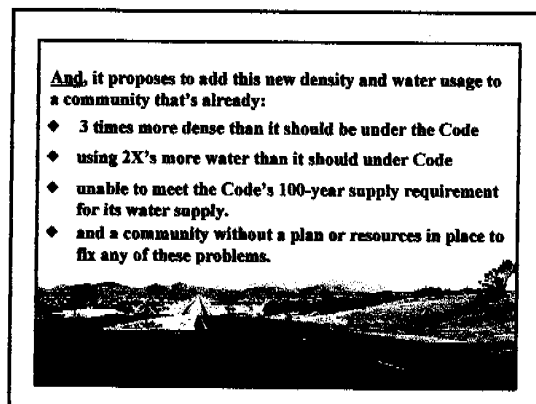 And, it proposes to add this new density and water usage to
a community that's already:
◆ 3 times more dense than it should be under the Code
◆ using 2X's more water than it should under Code
◆ unable to meet the Code's 100-year supply requirement
for its water supply.
◆ and a community without a plan or resources in place to
fix any of these problems.